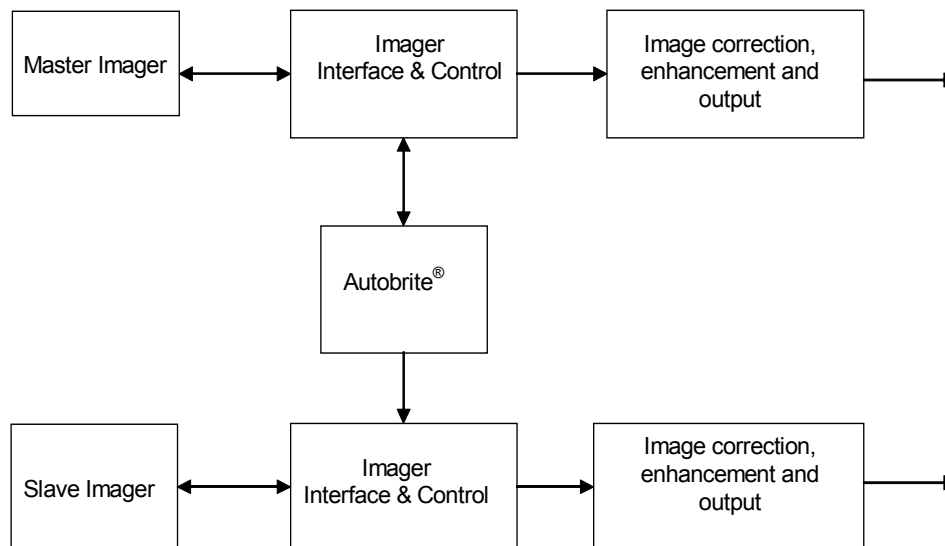 Master Imager
Imager
Interface & Control
Image correction,
enhancement and
output
Autobrite®
Slave Imager
Imager
Interface & Control
Image correction,
enhancement and
output